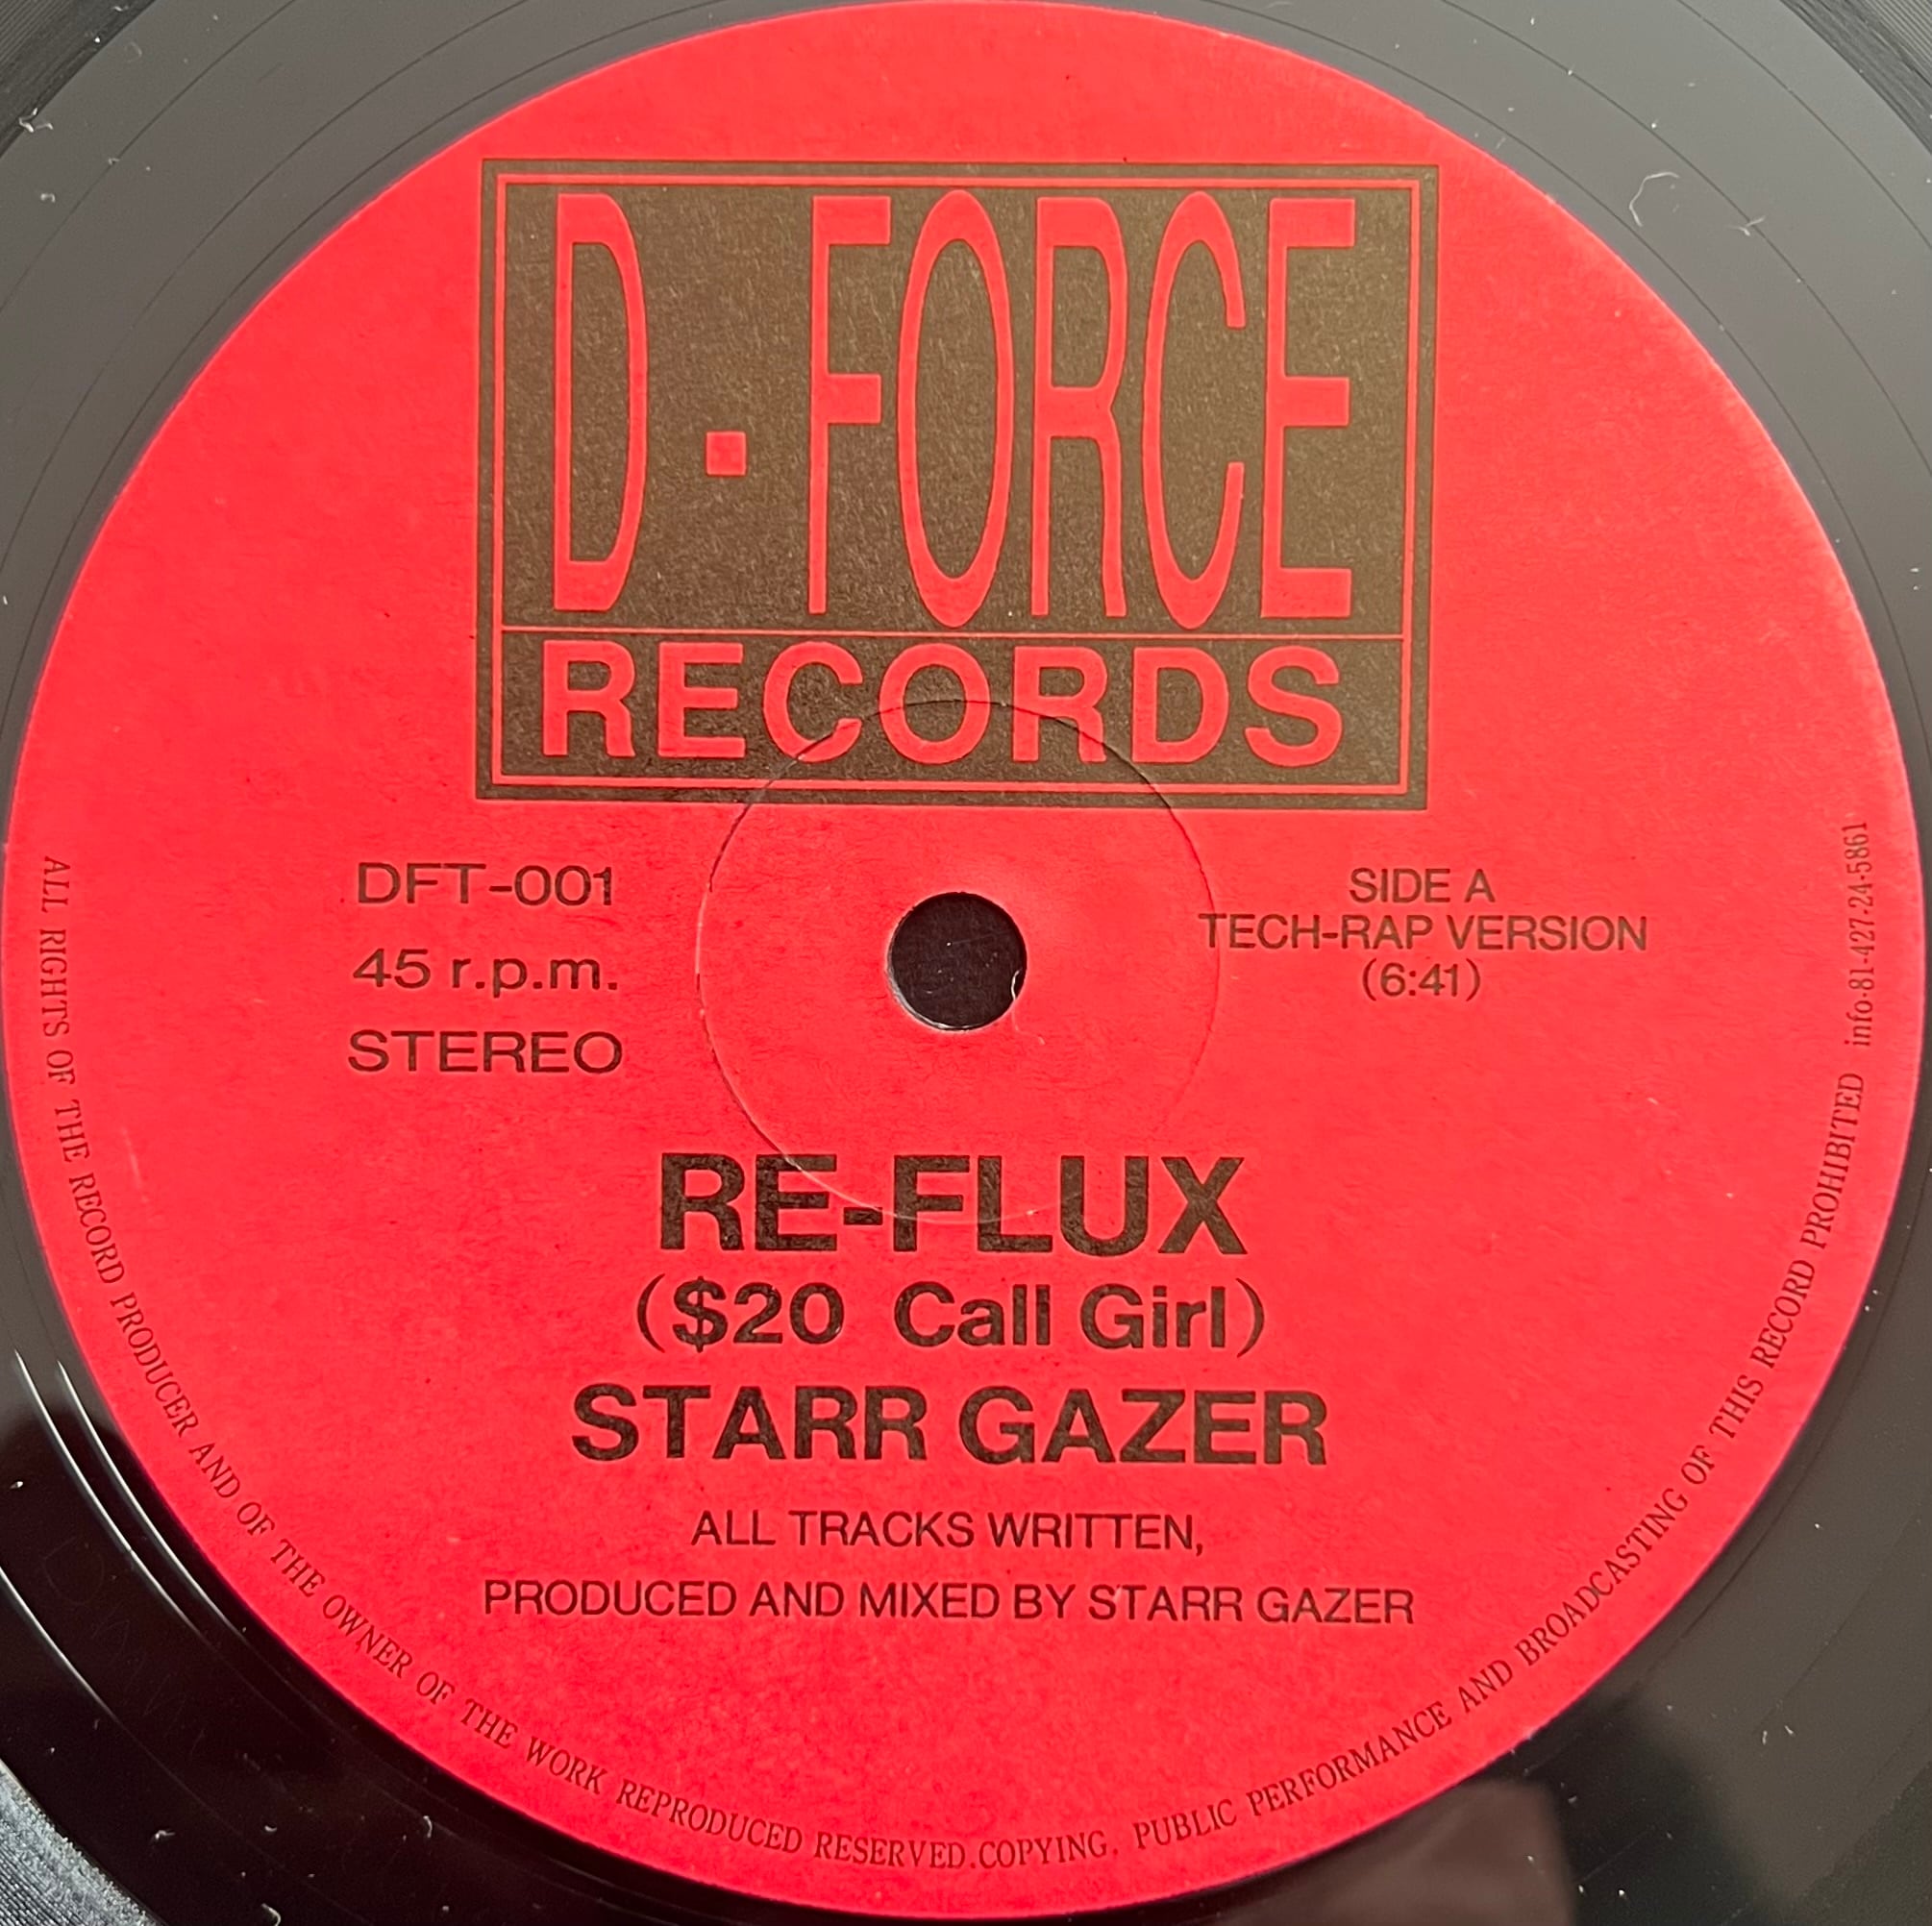 D·FORCE
RECORDS
DFT-001
45 r.p.m.
STEREO
SIDE A
TECH-RAP VERSION
(6:41)
RE-FLUX
($20 Call Girl)
STARR GAZER
ALL TRACKS WRITTEN,
PRODUCED AND MIXED BY STARR GAZER
ALL RIGHTS OF THE RECORD PRODUCER AND OF THE OWNER OF THE WORK REPRODUCED RESERVED.COPYING. PUBLIC PERFORMANCE AND BROADCASTING OF THIS RECORD PROHIBITED info·81-427-24-5861